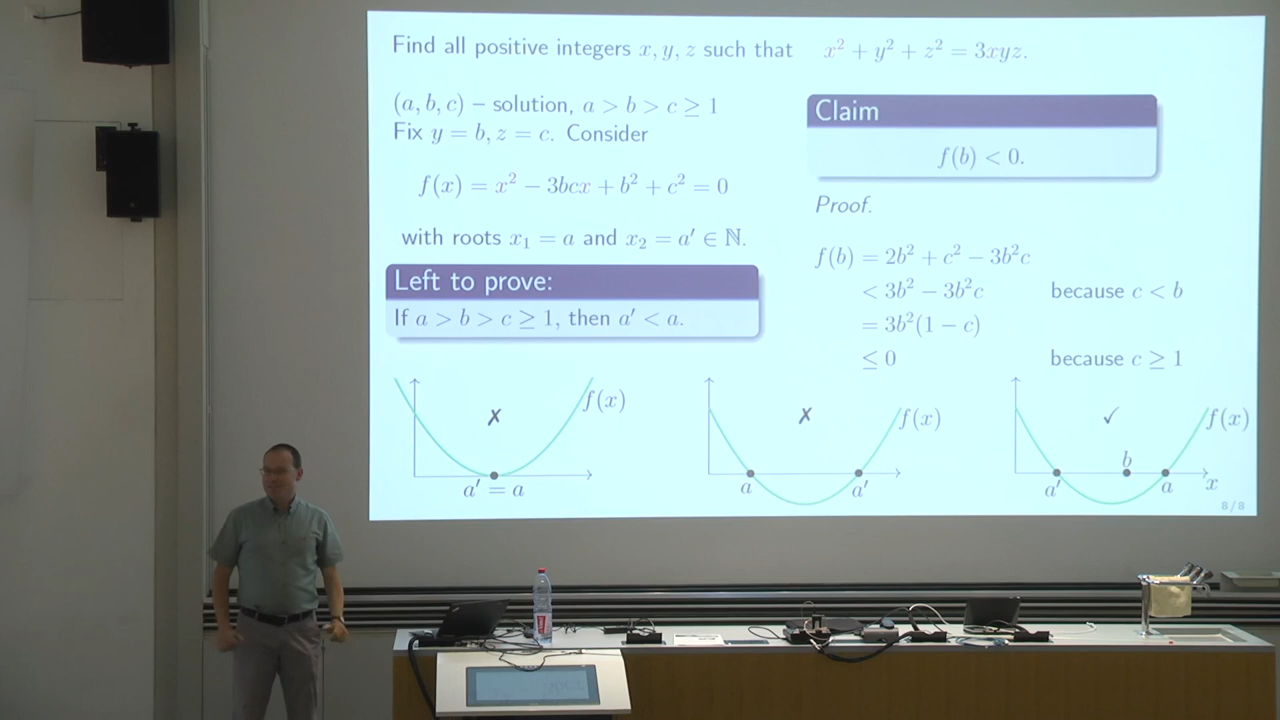 Find all positive integers x, y, z such that x² + y² + z² = 3xyz.
(a, b, c) – solution, a > b > c ≥ 1
Fix y = b, z = c. Consider
f(x) = x² − 3bcx + b² + c² = 0
with roots x₁ = a and x₂ = a′ ∈ ℕ.
Left to prove:
If a > b > c ≥ 1, then a′ < a.
Claim
f(b) < 0.
Proof.
f(b) = 2b² + c² − 3b²c
< 3b² − 3b²c because c < b
= 3b²(1 − c)
≤ 0 because c ≥ 1
✗ f(x)
a′ = a
✗ f(x)
a a′
✓ f(x)
b
a′ a x
8/8